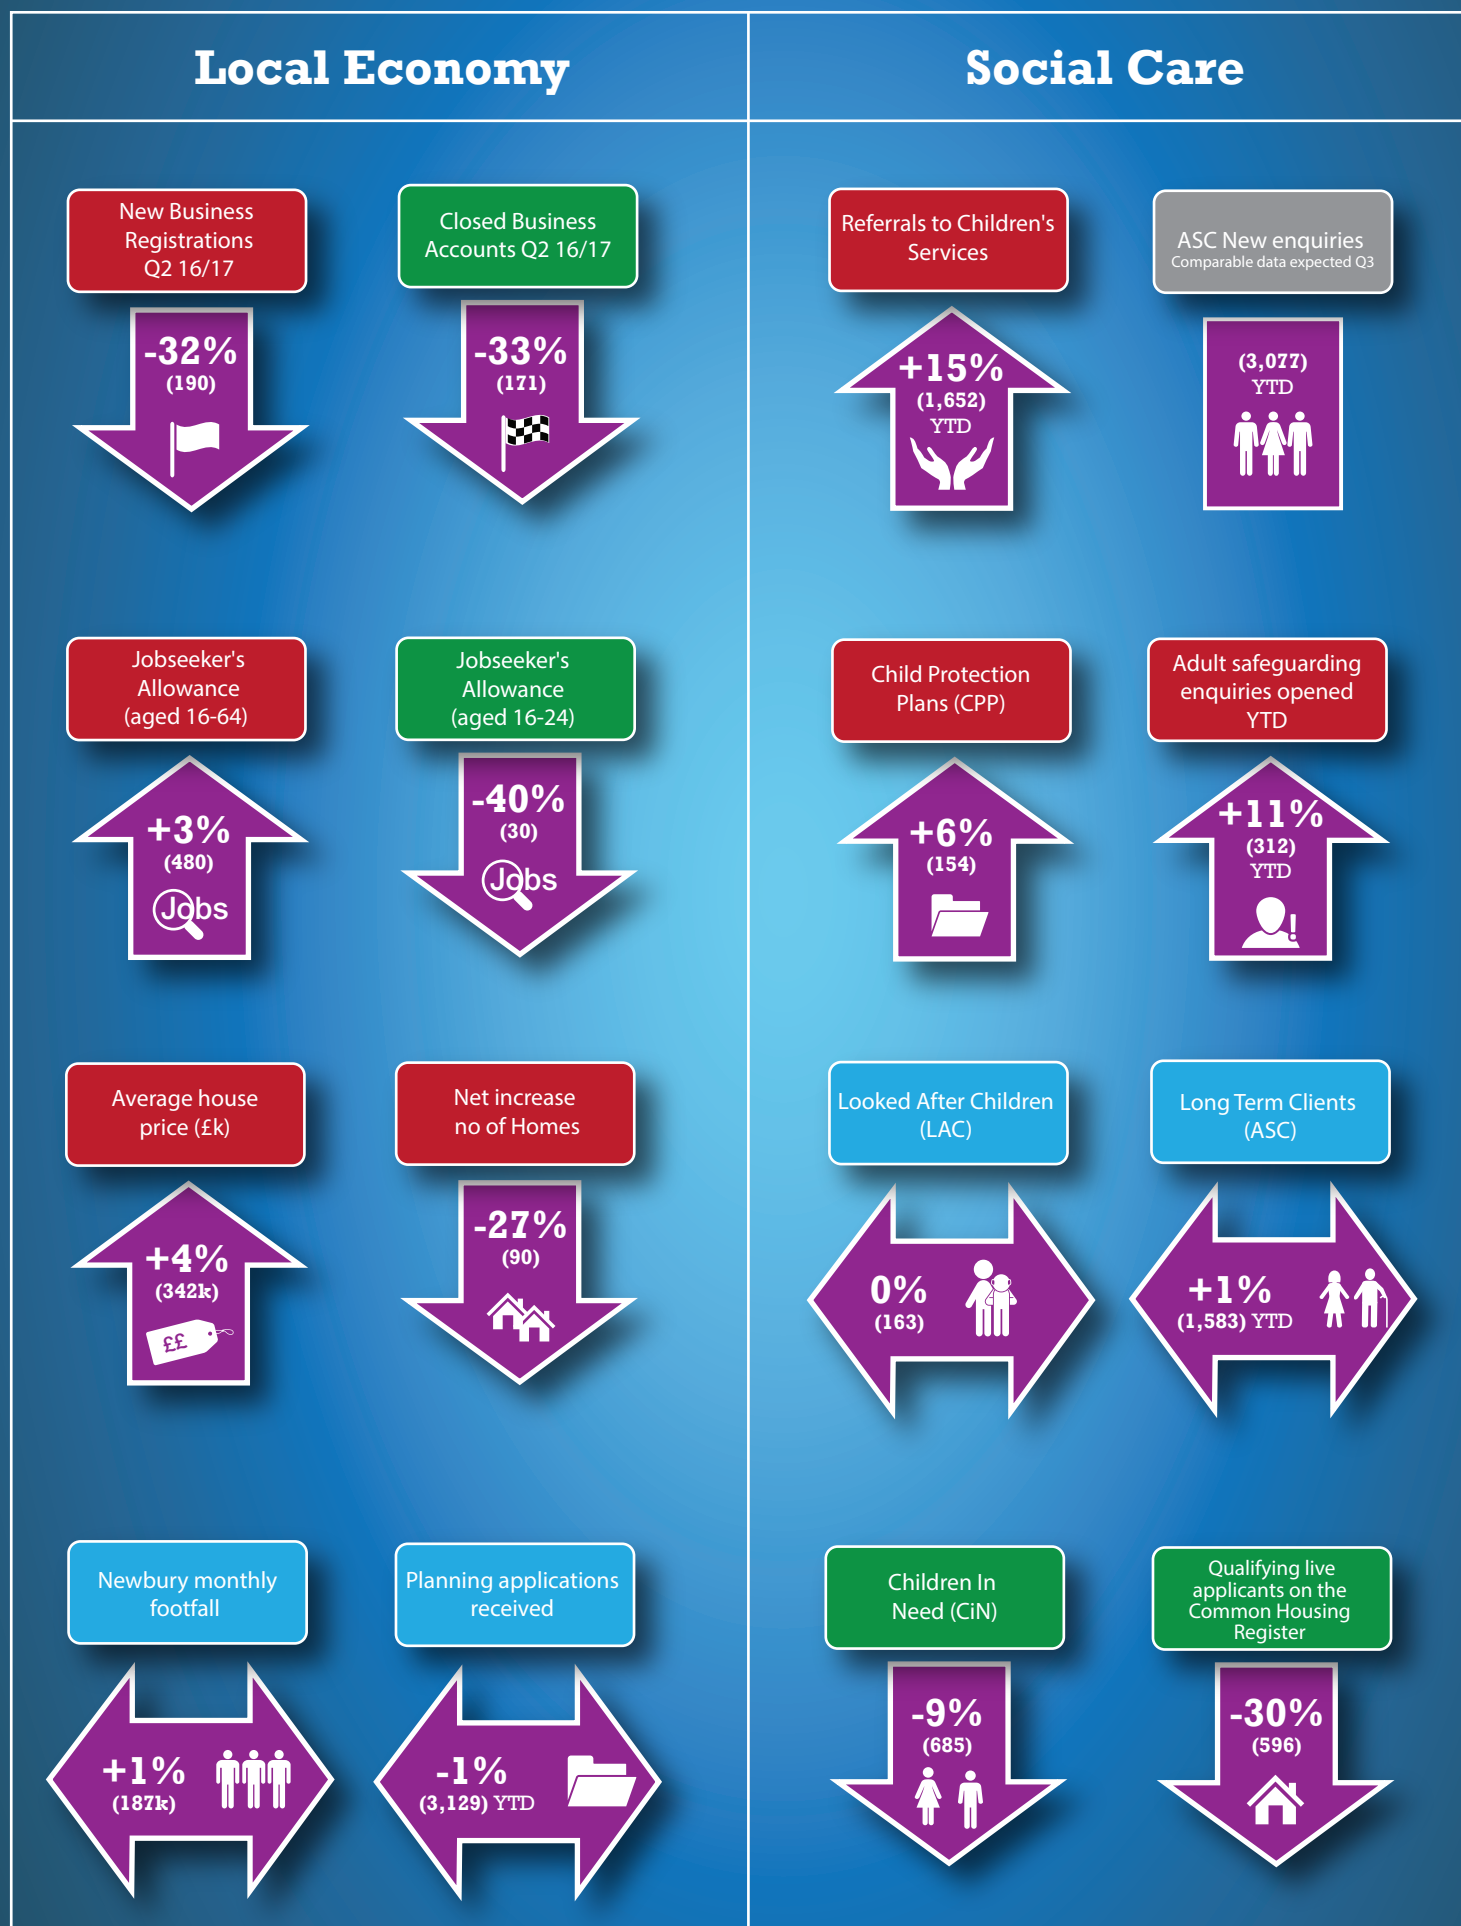 Local Economy
New Business
Registrations
Q2 16/17
-32%
(190)
Closed Business
Accounts Q2 16/17
-33%
(171)
Jobseeker's
Allowance
(aged 16-64)
+3%
(480)
Jobs
Jobseeker's
Allowance
(aged 16-24)
-40%
(30)
Jobs
Average house
price (£k)
+4%
(342k)
££
Net increase
no of Homes
-27%
(90)
Newbury monthly
footfall
+1%
(187k)
Planning applications
received
-1%
(3,129) YTD
Social Care
Referrals to Children's
Services
+15%
(1,652)
YTD
ASC New enquiries
Comparable data expected Q3
(3,077)
YTD
Child Protection
Plans (CPP)
+6%
(154)
Adult safeguarding
enquiries opened
YTD
+11%
(312)
YTD
!
Looked After Children
(LAC)
0%
(163)
Long Term Clients
(ASC)
+1%
(1,583) YTD
Children In
Need (CiN)
-9%
(685)
Qualifying live
applicants on the
Common Housing
Register
-30%
(596)